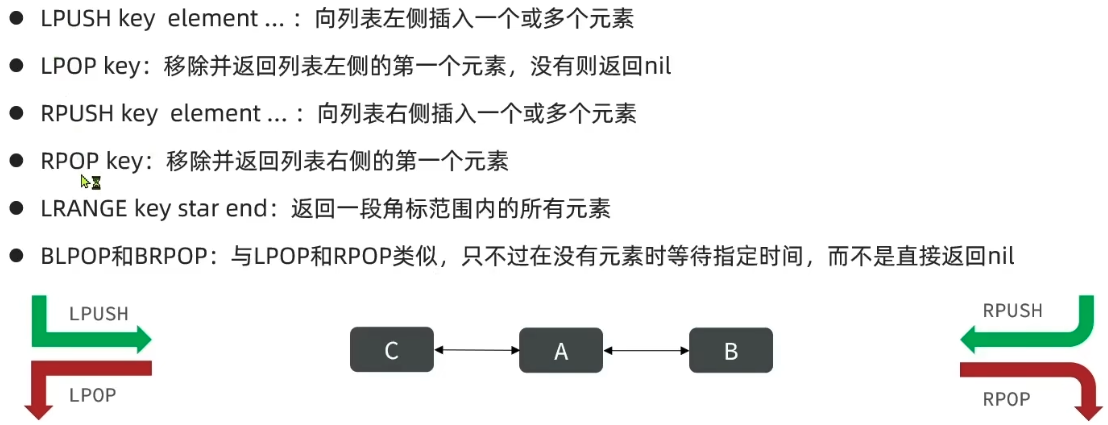 ● LPUSH key element ... ：向列表左侧插入一个或多个元素
● LPOP key：移除并返回列表左侧的第一个元素，没有则返回nil
● RPUSH key element ... ：向列表右侧插入一个或多个元素
● RPOP key：移除并返回列表右侧的第一个元素
● LRANGE key star end：返回一段角标范围内的所有元素
● BLPOP和BRPOP：与LPOP和RPOP类似，只不过在没有元素时等待指定时间，而不是直接返回nil
LPUSH
RPUSH
C
A
B
LPOP
RPOP